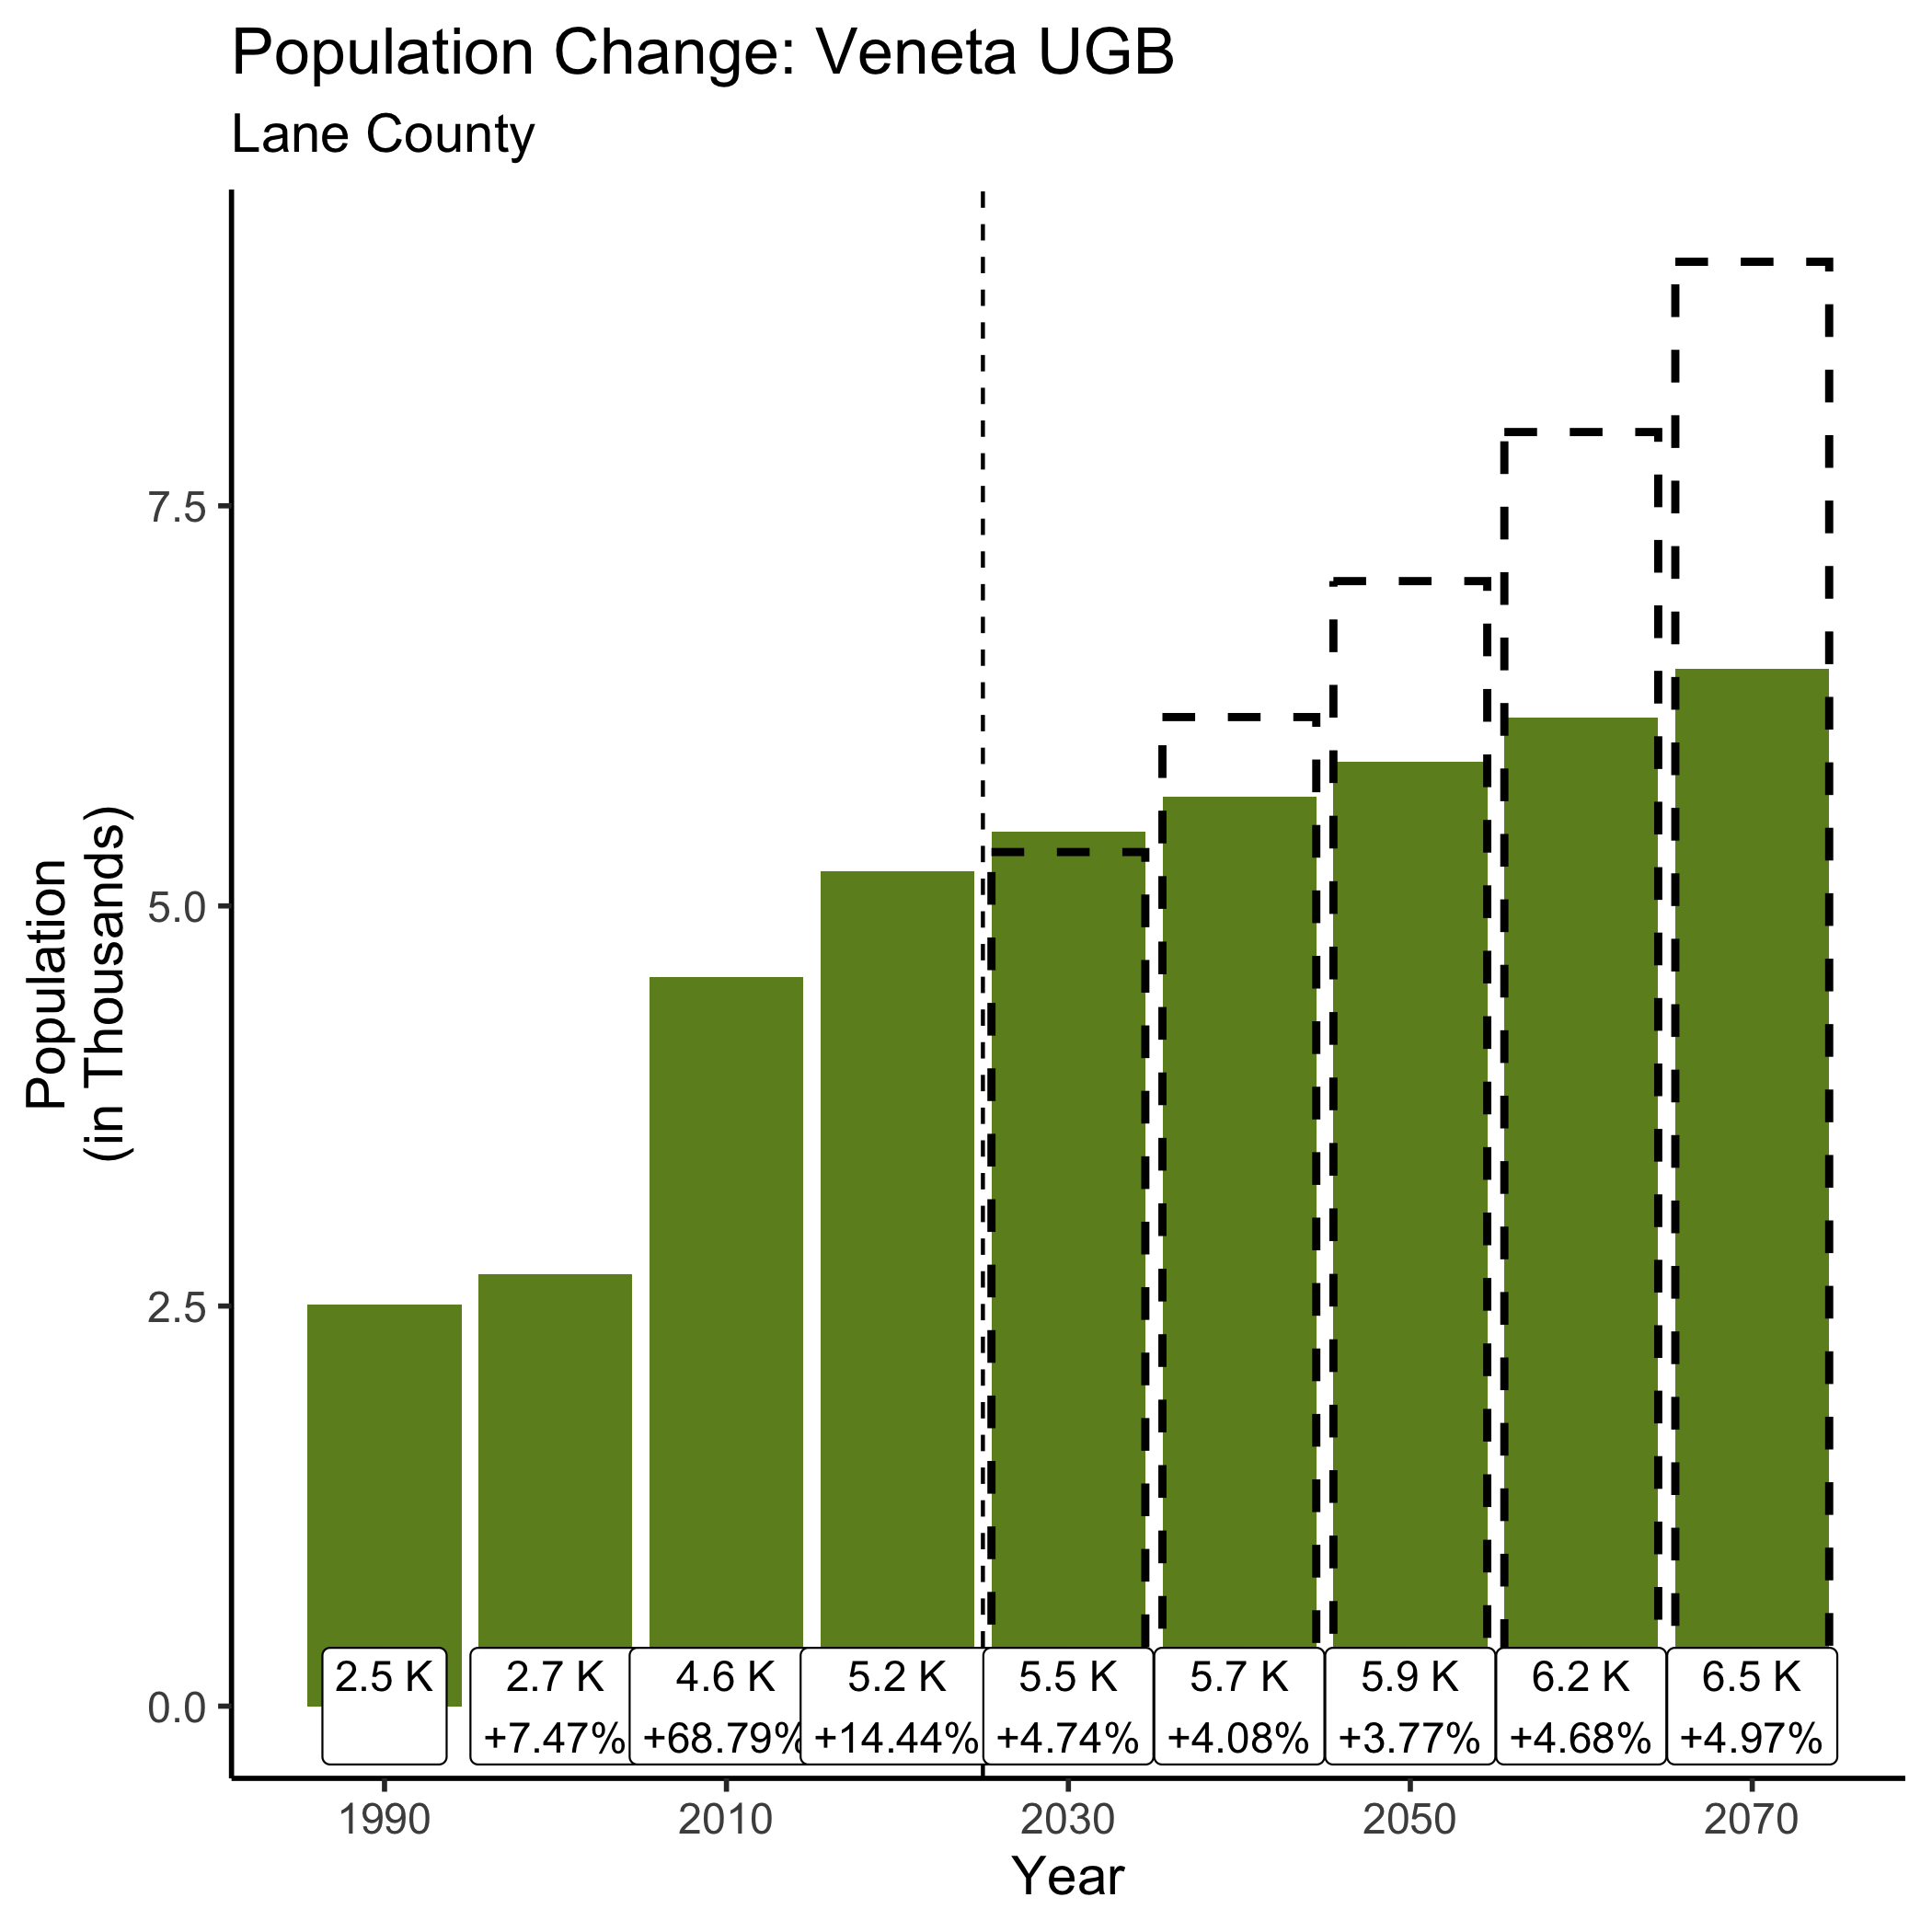 Population Change: Veneta UGB
Lane County
Population
(in Thousands)
7.5
5.0
2.5
0.0
2.5 K
2.7 K
+7.47%
4.6 K
+68.79%
5.2 K
+14.44%
5.5 K
+4.74%
5.7 K
+4.08%
5.9 K
+3.77%
6.2 K
+4.68%
6.5 K
+4.97%
1990
2010
2030
2050
2070
Year